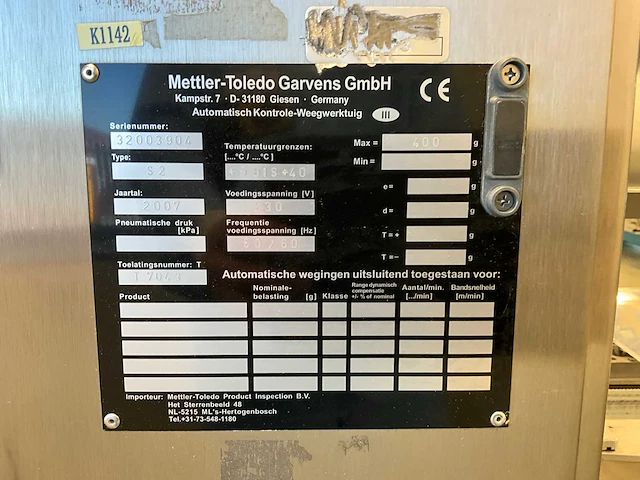 K1142
Mettler-Toledo Garvens GmbH
Kampstr. 7 · D- 31180 Giesen · Germany
CE
Automatisch Kontrole-Weegwerktuig
III
Serienummer:
32003904
Type:
S2
Jaartal:
2007
Pneumatische druk
[kPa]
Toelatingsnummer: T
Temperatuurgrenzen:
[....°C / ....°C]
Voedingsspanning [V]
Frequentie
voedingsspanning [Hz]
50/60
Max = 400 g
Min = g
e = g
d = g
T = + g
T = − g
Automatische wegingen uitsluitend toegestaan voor:
Product
Nominale-
belasting [g]
Klasse
Range dynamisch
compensatie
+/- % of nominal
Aantal/min.
[.../min]
Bandsnelheid
[m/min]
Importeur: Mettler-Toledo Product Inspection B.V.
Het Sterrenbeeld 48
NL-5215 ML's-Hertogenbosch
Tel.+31-73-548-1180